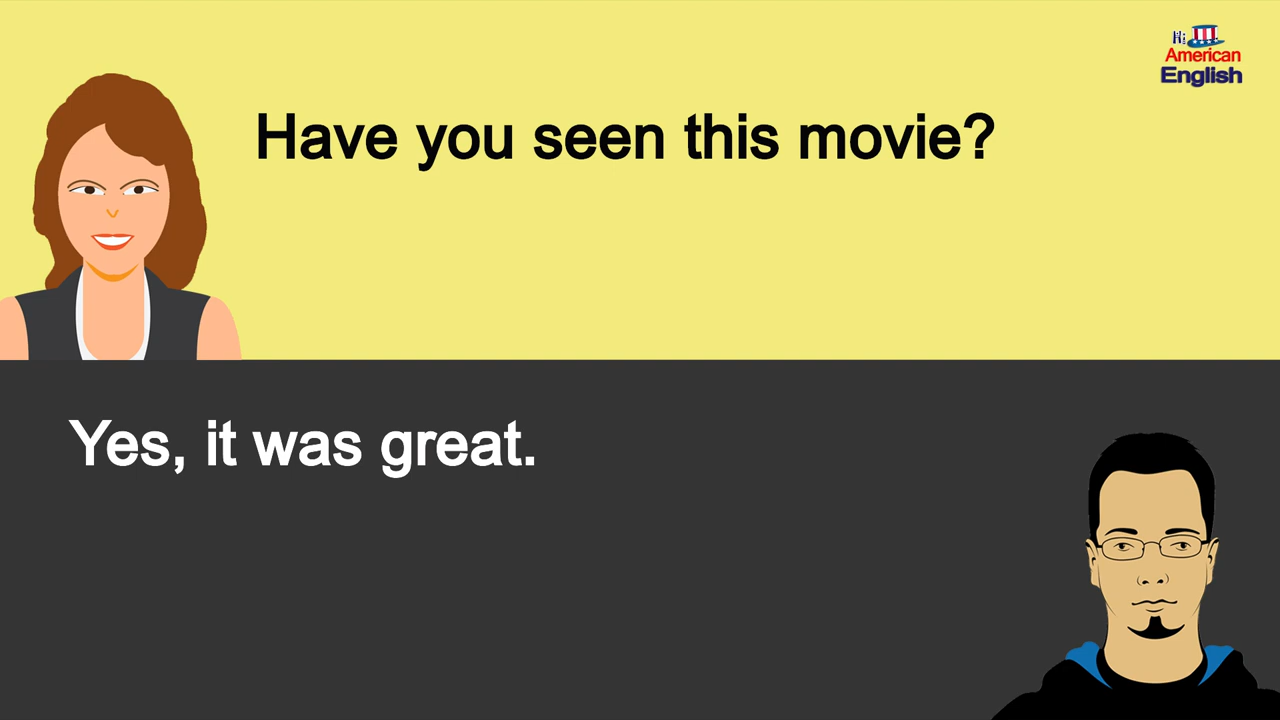 Hi
American
English
Have you seen this movie?
Yes, it was great.